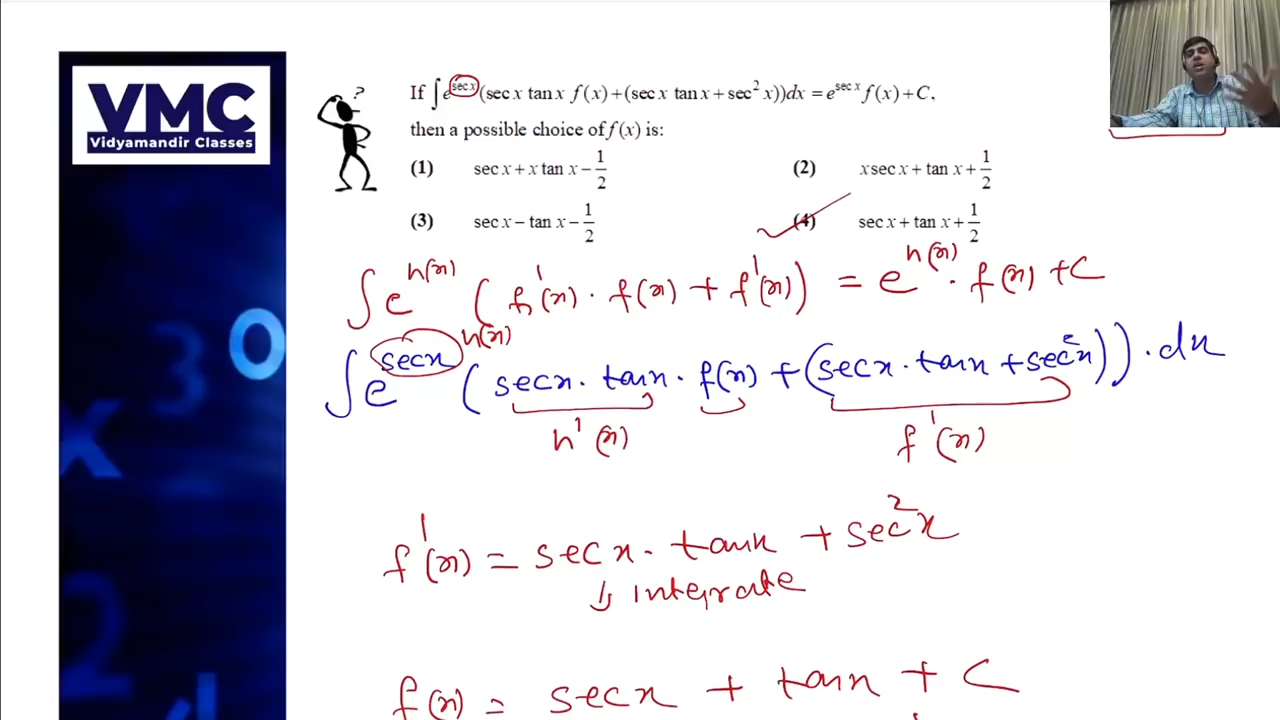 VMC
Vidyamandir Classes
?
If ∫e^{sec x}(sec x tan x f(x)+(sec x tan x+sec² x))dx = e^{sec x} f(x)+C,
then a possible choice of f(x) is:
(1) sec x + x tan x − 1/2 (2) x sec x + tan x + 1/2
(3) sec x − tan x − 1/2 (4) sec x + tan x + 1/2
∫e^{h(x)} (h'(x) · f(x) + f'(x)) = e^{h(x)} · f(x) + C
h(x)
∫e^{secx} (secx · tanx · f(x) + (secx · tanx + sec²x)) · dx
h'(x) f'(x)
f'(x) = secx · tanx + sec²x
↳ integrate
f(x) = secx + tanx + C